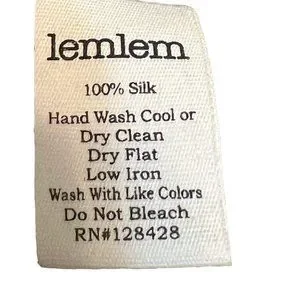 lemlem
100% Silk
Hand Wash Cool or
Dry Clean
Dry Flat
Low Iron
Wash With Like Colors
Do Not Bleach
RN#128428